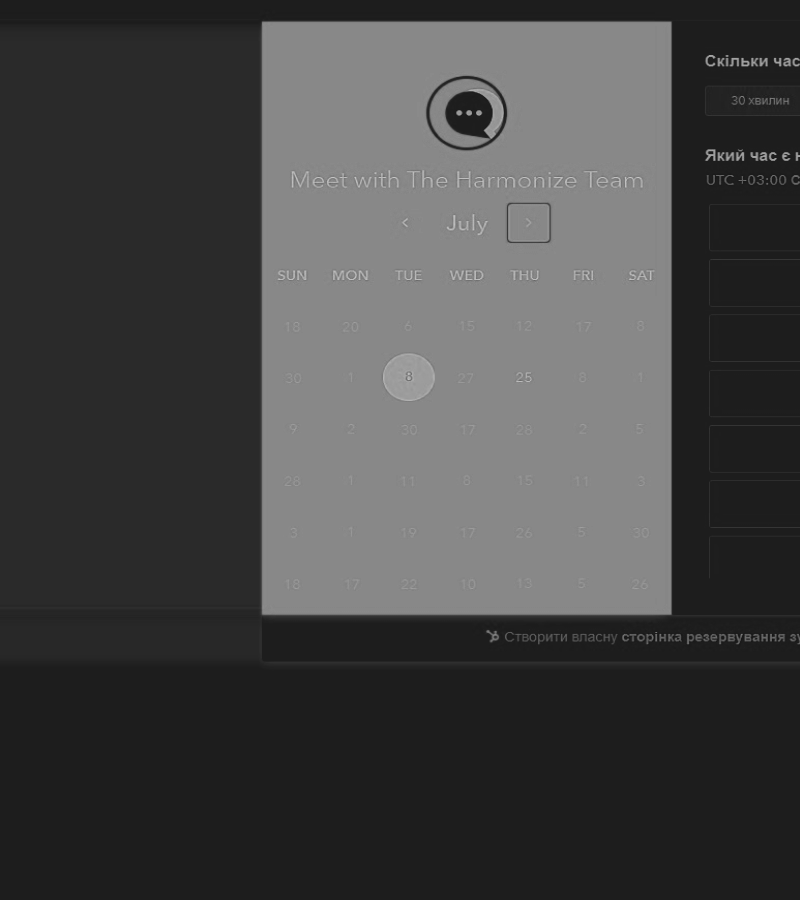 Meet with The Harmonize Team
July
SUN MON TUE WED THU FRI SAT
18 20 6 15 12 17 8
30 1 8 27 25 8 1
9 2 30 17 26 2 5
28 1 11 8 15 11 3
3 1 19 17 26 5 30
18 17 22 10 13 5 26
Скільки час
30 хвилин
Який час є н
UTC +03:00 С
Створити власну сторінка резервування зу